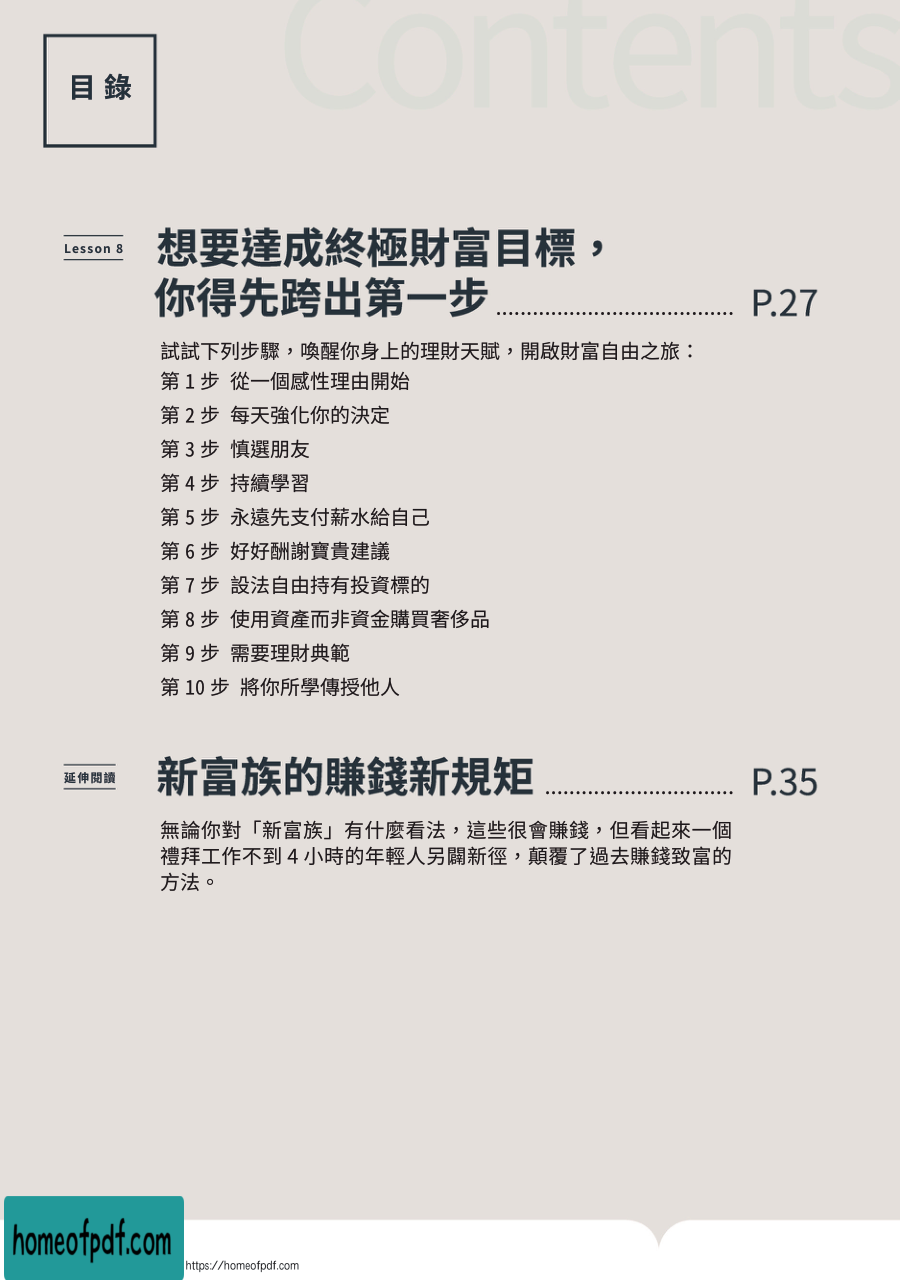 Contents
目錄
Lesson 8
想要達成終極財富目標，
你得先跨出第一步 ........................................ P.27
試試下列步驟，喚醒你身上的理財天賦，開啟財富自由之旅：
第 1 步 從一個感性理由開始
第 2 步 每天強化你的決定
第 3 步 慎選朋友
第 4 步 持續學習
第 5 步 永遠先支付薪水給自己
第 6 步 好好酬謝寶貴建議
第 7 步 設法自由持有投資標的
第 8 步 使用資產而非資金購買奢侈品
第 9 步 需要理財典範
第 10 步 將你所學傳授他人
延伸閱讀
新富族的賺錢新規矩 ................................ P.35
無論你對「新富族」有什麼看法，這些很會賺錢，但看起來一個
禮拜工作不到 4 小時的年輕人另闢新徑，顛覆了過去賺錢致富的
方法。
homeofpdf.com
https://homeofpdf.com